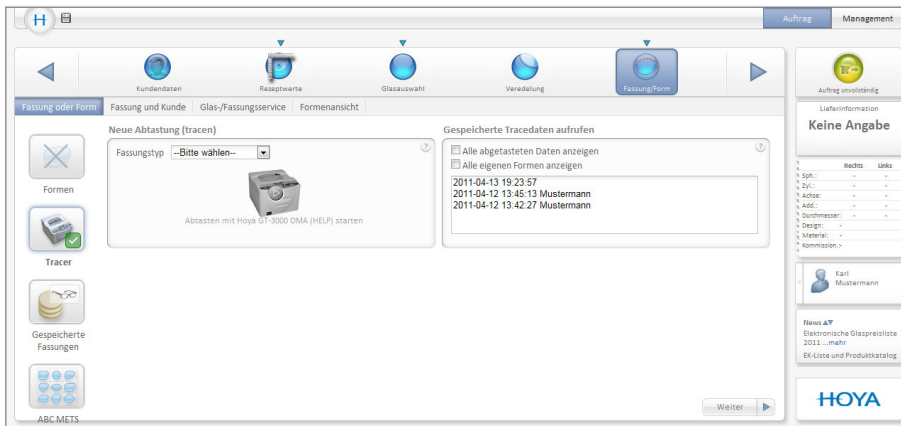 H
Auftrag Management
Kundendaten
Rezeptwerte
Glasauswahl
Veredelung
Fassung/Form
Auftrag unvollständig
Fassung oder Form
Fassung und Kunde
Glas-/Fassungsservice
Formenansicht
Formen
Tracer
Gespeicherte
Fassungen
ABC METS
Neue Abtastung (tracen)
?
Fassungstyp --Bitte wählen--
Abtasten mit Hoya GT-3000 OMA (HELP) starten
Gespeicherte Tracedaten aufrufen
?
Alle abgetasteten Daten anzeigen
Alle eigenen Formen anzeigen
2011-04-13 19:23:57
2011-04-12 13:45:13 Mustermann
2011-04-12 13:42:27 Mustermann
Weiter
Lieferinformation
Keine Angabe
Rechts Links
Sph.: - -
Zyl.: - -
Achse: - -
Add.: - -
Durchmesser: - -
Design: -
Material: -
Kommission.:-
Karl
Mustermann
News
Elektronische Glaspreisliste
2011 ...mehr
EK-Liste und Produktkatalog
HOYA